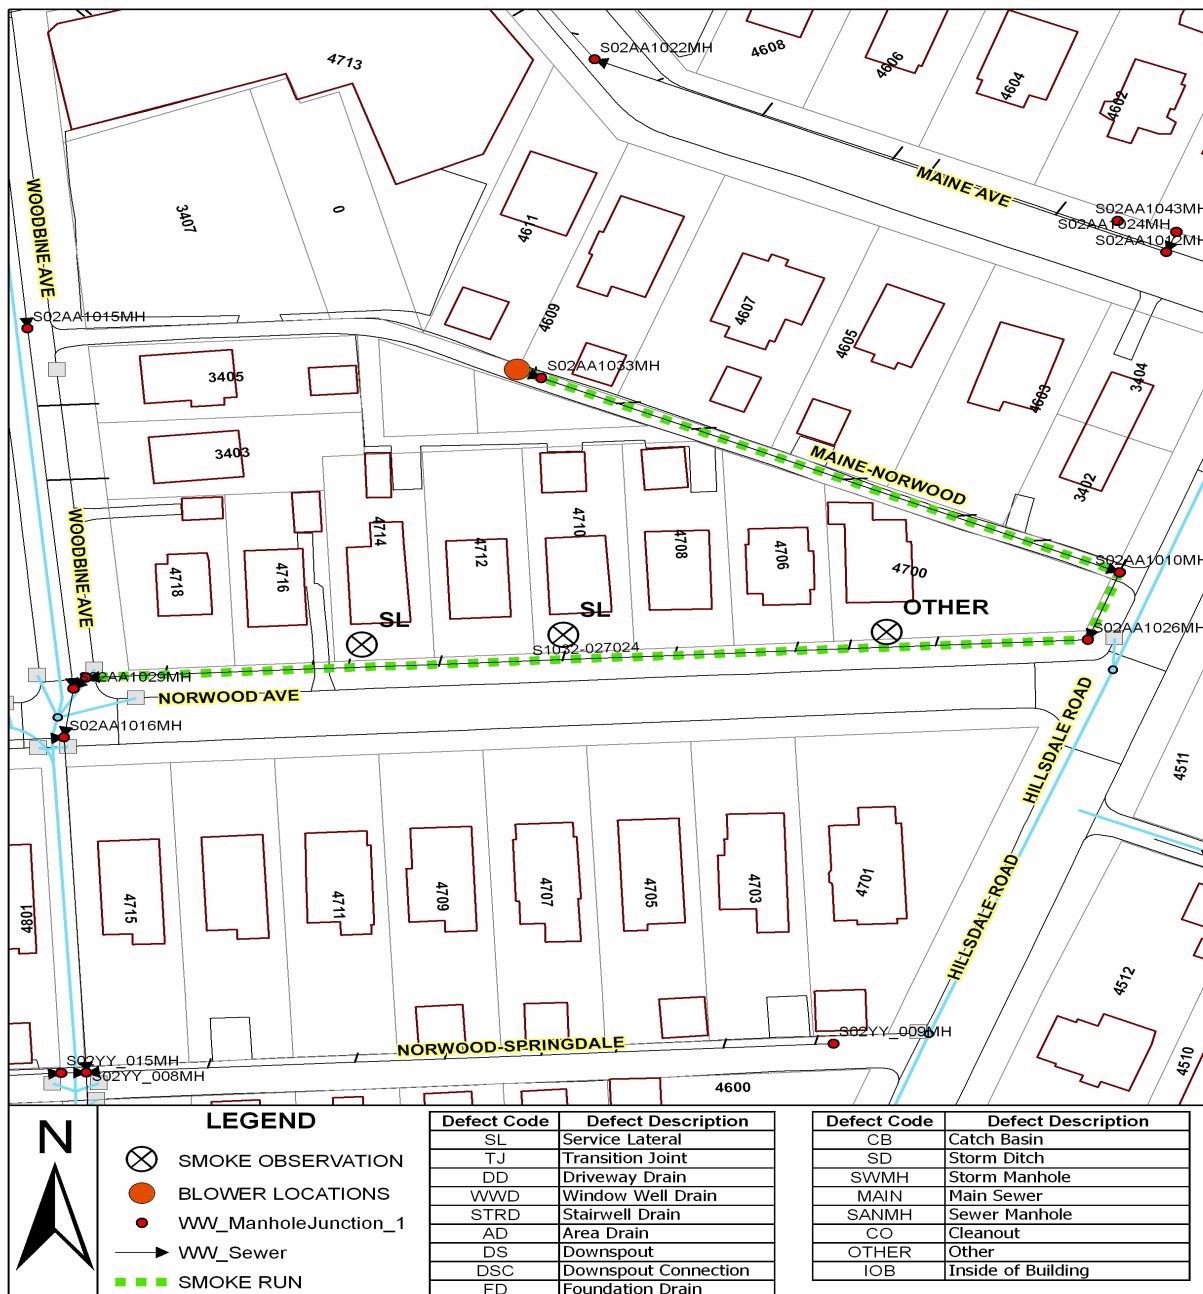 S02AA1022MH
4608
4606
4604
4602
4713
MAINE AVE
S02AA1043MH
S02AA1024MH
S02AA1012MH
WOODBINE AVE
3407
0
4611
4609
4607
4605
4603
3404
3402
S02AA1015MH
S02AA1033MH
3405
3403
MAINE-NORWOOD
WOODBINE AVE
4718
4716
4714
4712
4710
4708
4706
4700
S02AA1010MH
SL
SL
OTHER
S02AA1026MH
S1032-027024
S02AA1029MH
NORWOOD AVE
S02AA1016MH
HILLSDALE ROAD
4511
4801
4715
4711
4709
4707
4705
4703
4701
HILLSDALE ROAD
4512
4510
S02YY_009MH
NORWOOD-SPRINGDALE
S02YY_015MH
S02YY_008MH
4600
N
LEGEND
SMOKE OBSERVATION
BLOWER LOCATIONS
WW_ManholeJunction_1
WW_Sewer
SMOKE RUN
Defect Code Defect Description
SL Service Lateral
TJ Transition Joint
DD Driveway Drain
WWD Window Well Drain
STRD Stairwell Drain
AD Area Drain
DS Downspout
DSC Downspout Connection
FD Foundation Drain
Defect Code Defect Description
CB Catch Basin
SD Storm Ditch
SWMH Storm Manhole
MAIN Main Sewer
SANMH Sewer Manhole
CO Cleanout
OTHER Other
IOB Inside of Building